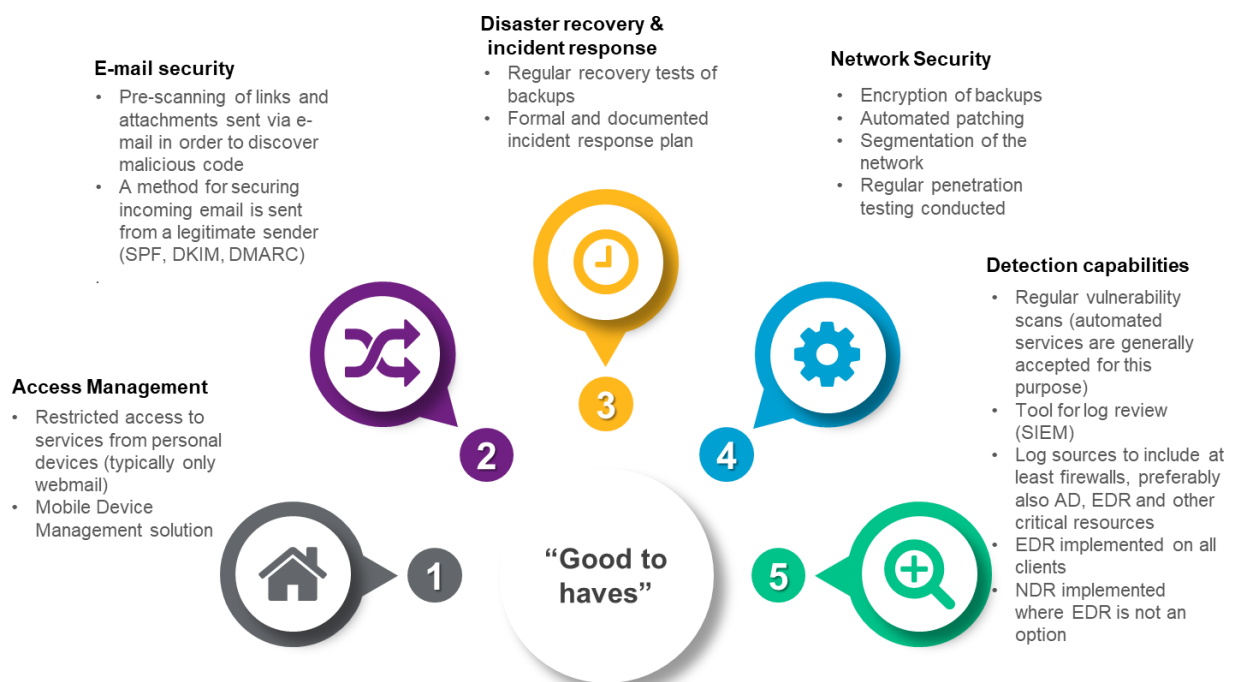 Access Management
• Restricted access to
services from personal
devices (typically only
webmail)
• Mobile Device
Management solution
1
E-mail security
• Pre-scanning of links and
attachments sent via e-
mail in order to discover
malicious code
• A method for securing
incoming email is sent
from a legitimate sender
(SPF, DKIM, DMARC)
.
2
Disaster recovery &
incident response
• Regular recovery tests of
backups
• Formal and documented
incident response plan
3
Network Security
• Encryption of backups
• Automated patching
• Segmentation of the
network
• Regular penetration
testing conducted
4
Detection capabilities
• Regular vulnerability
scans (automated
services are generally
accepted for this
purpose)
• Tool for log review
(SIEM)
• Log sources to include at
least firewalls, preferably
also AD, EDR and other
critical resources
• EDR implemented on all
clients
• NDR implemented
where EDR is not an
option
5
“Good to
haves”